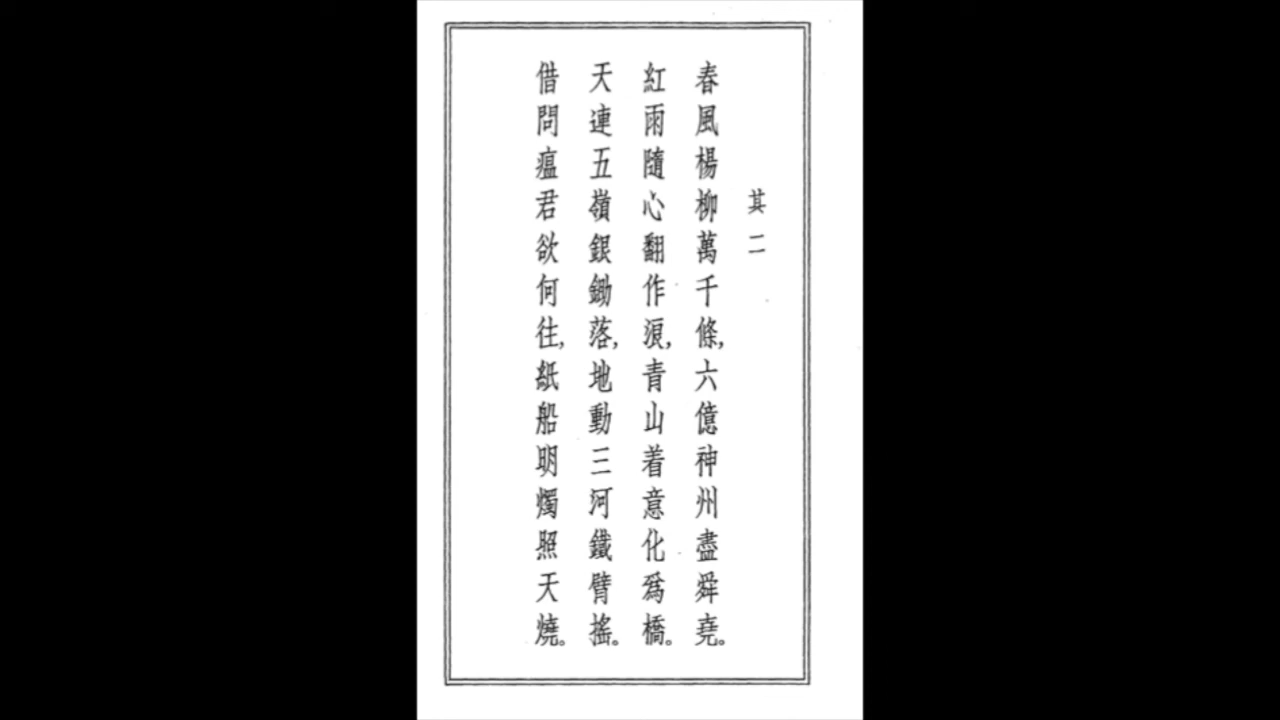 其二
春風楊柳萬千條,六億神州盡舜堯。
紅雨隨心翻作浪,青山着意化爲橋。
天連五嶺銀鋤落,地動三河鐵臂搖。
借問瘟君欲何往,紙船明燭照天燒。